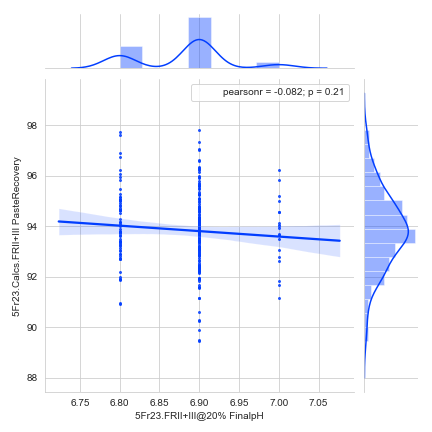 pearsonr = -0.082; p = 0.21
98
96
94
92
90
88
5Fr23.Calcs.FRII+III PasteRecovery
6.75 6.80 6.85 6.90 6.95 7.00 7.05
5Fr23.FRII+III@20% FinalpH